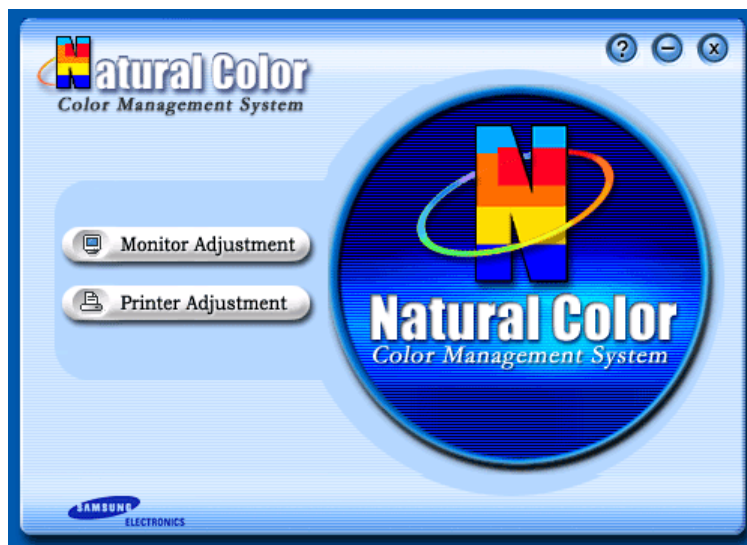 Natural Color
Color Management System
?
-
x
Monitor Adjustment
Printer Adjustment
N
Natural Color
Color Management System
SAMSUNG
ELECTRONICS